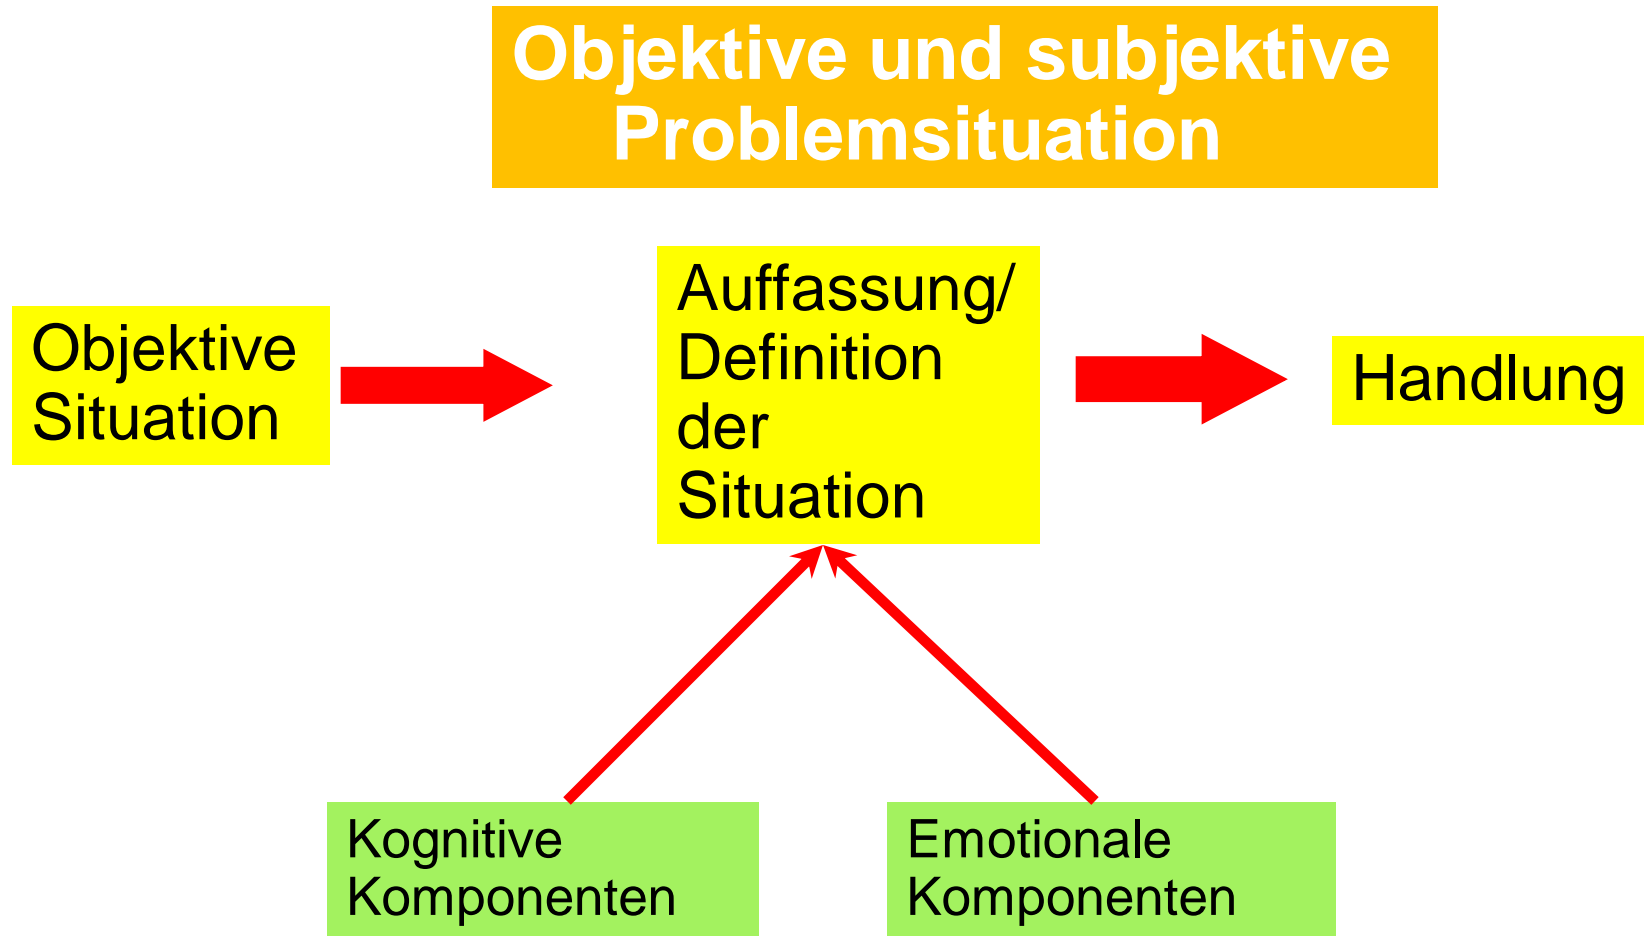 Objektive und subjektive
Problemsituation
Objektive
Situation
Auffassung/
Definition
der
Situation
Handlung
Kognitive
Komponenten
Emotionale
Komponenten